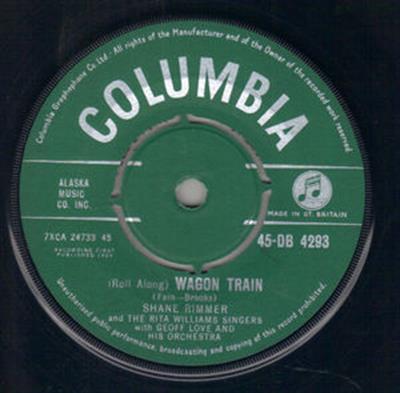 Columbia Graphophone Co. Ltd. All rights of the Manufacturer and of the Owner of the recorded work reserved
COLUMBIA
ALASKA
MUSIC
CO. INC.
MADE IN GT. BRITAIN
7XCA 24733 45
45-DB 4293
RECORDING FIRST
PUBLISHED
(Roll Along) WAGON TRAIN
(Fain—Brooks)
SHANE RIMMER
and THE RITA WILLIAMS SINGERS
with GEOFF LOVE AND
HIS ORCHESTRA
Unauthorised public performance, broadcasting and copying of this record prohibited